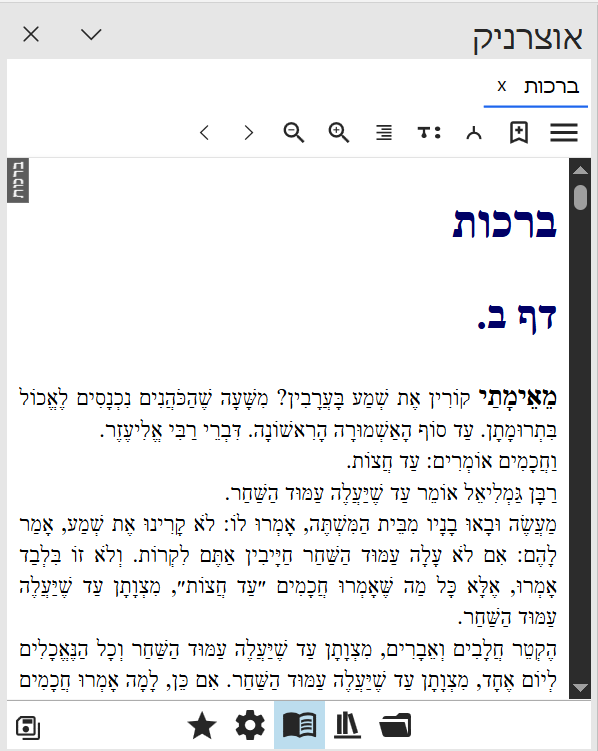 אוצרניק
ברכות x
ברכות
ברכות
דף ב.
מֵאֵימָתַי קוֹרִין אֶת שְׁמַע בָּעֲרָבִין? מִשָּׁעָה שֶׁהַכֹּהֲנִים נִכְנָסִים לֶאֱכוֹל
בִּתְרוּמָתָן. עַד סוֹף הָאַשְׁמוּרָה הָרִאשׁוֹנָה. דִּבְרֵי רַבִּי אֱלִיעֶזֶר.
וַחֲכָמִים אוֹמְרִים: עַד חֲצוֹת.
רַבָּן גַּמְלִיאֵל אוֹמֵר עַד שֶׁיַּעֲלֶה עַמּוּד הַשַּׁחַר.
מַעֲשֶׂה וּבָאוּ בָנָיו מִבֵּית הַמִּשְׁתֶּה, אָמְרוּ לוֹ: לֹא קָרִינוּ אֶת שְׁמַע, אָמַר
לָהֶם: אִם לֹא עָלָה עַמּוּד הַשַּׁחַר חַיָּיבִין אַתֶּם לִקְרוֹת. וְלֹא זוֹ בִּלְבַד
אָמְרוּ, אֶלָּא כָּל מַה שֶּׁאָמְרוּ חֲכָמִים ״עַד חֲצוֹת״, מִצְוָתָן עַד שֶׁיַּעֲלֶה
עַמּוּד הַשַּׁחַר.
הֶקְטֵר חֲלָבִים וְאֵבָרִים, מִצְוָתָן עַד שֶׁיַּעֲלֶה עַמּוּד הַשַּׁחַר וְכָל הַנֶּאֱכָלִים
לְיוֹם אֶחָד, מִצְוָתָן עַד שֶׁיַּעֲלֶה עַמּוּד הַשַּׁחַר. אִם כֵּן, לָמָה אָמְרוּ חֲכָמִים